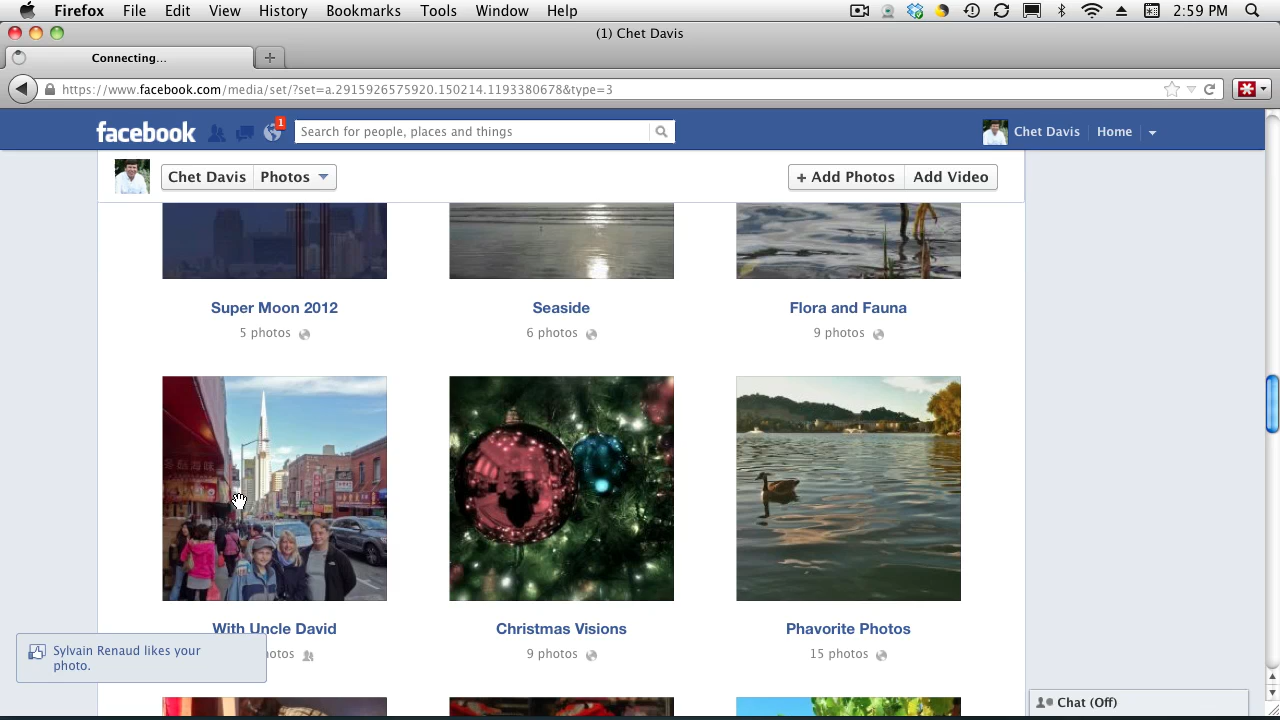 Firefox File Edit View History Bookmarks Tools Window Help 2:59 PM
(1) Chet Davis
Connecting...
https://www.facebook.com/media/set/?set=a.2915926575920.150214.1193380628&type=3
facebook 1 Search for people, places and things Chet Davis Home
Chet Davis Photos + Add Photos Add Video
Super Moon 2012 Seaside Flora and Fauna
5 photos 6 photos 9 photos
With Uncle David Christmas Visions Phavorite Photos
otos 9 photos 15 photos
Sylvain Renaud likes your
photo.
Chat (Off)